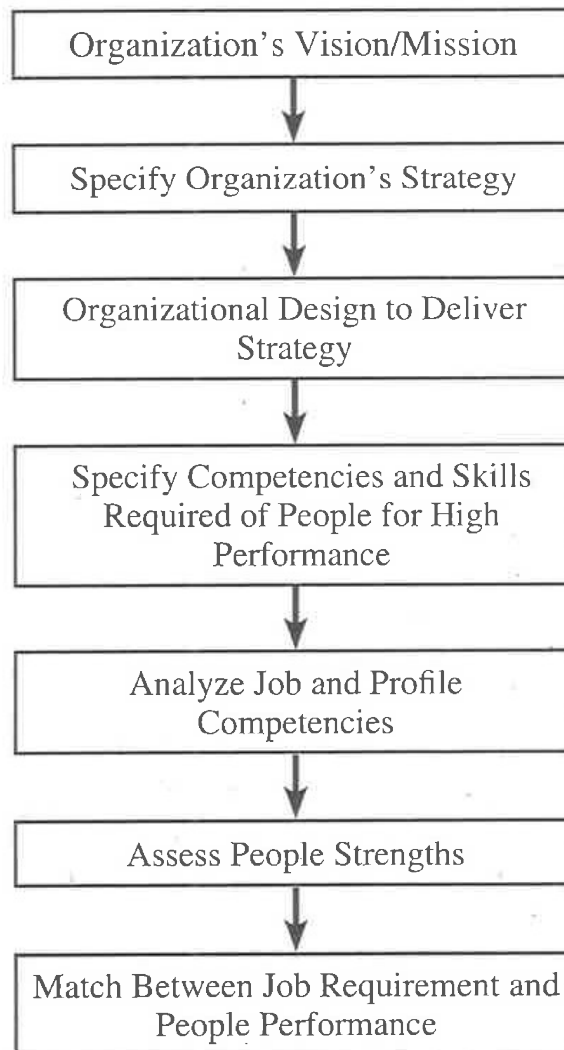 Organization's Vision/Mission
Specify Organization's Strategy
Organizational Design to Deliver
Strategy
Specify Competencies and Skills
Required of People for High
Performance
Analyze Job and Profile
Competencies
Assess People Strengths
Match Between Job Requirement and
People Performance